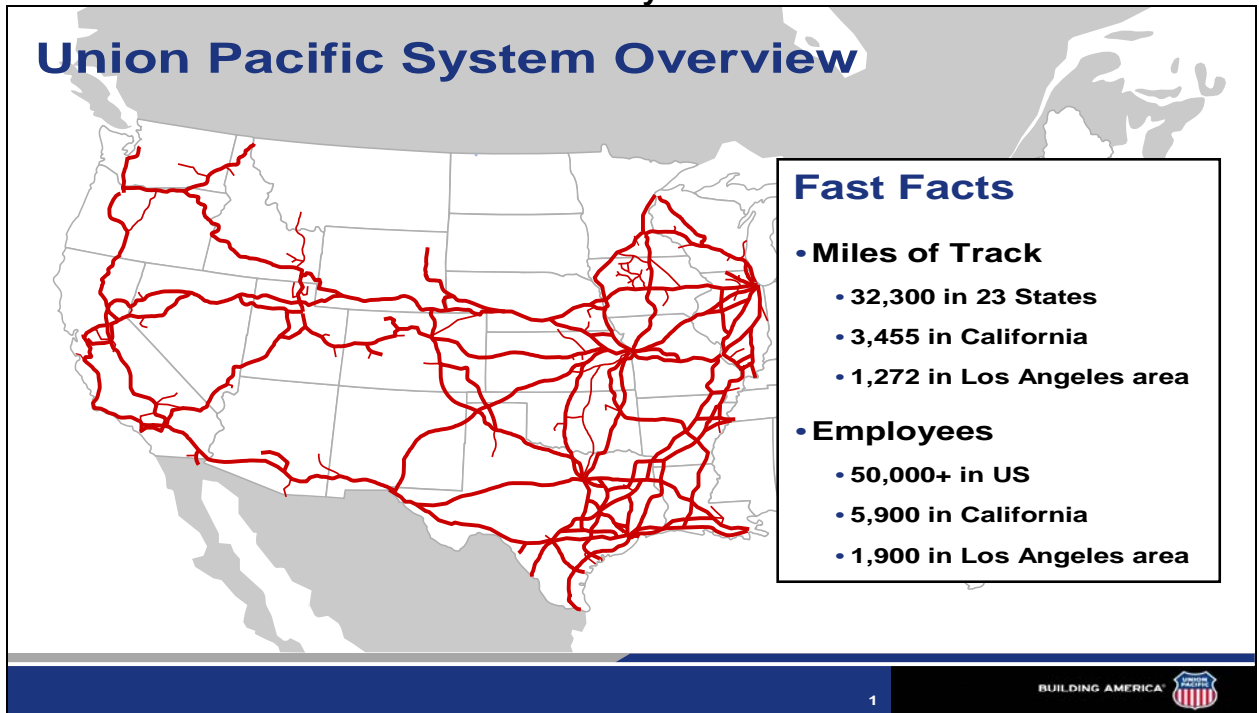 Union Pacific System Overview
Fast Facts
•Miles of Track
•32,300 in 23 States
•3,455 in California
•1,272 in Los Angeles area
•Employees
•50,000+ in US
•5,900 in California
•1,900 in Los Angeles area
1
BUILDING AMERICA®
UNION
PACIFIC